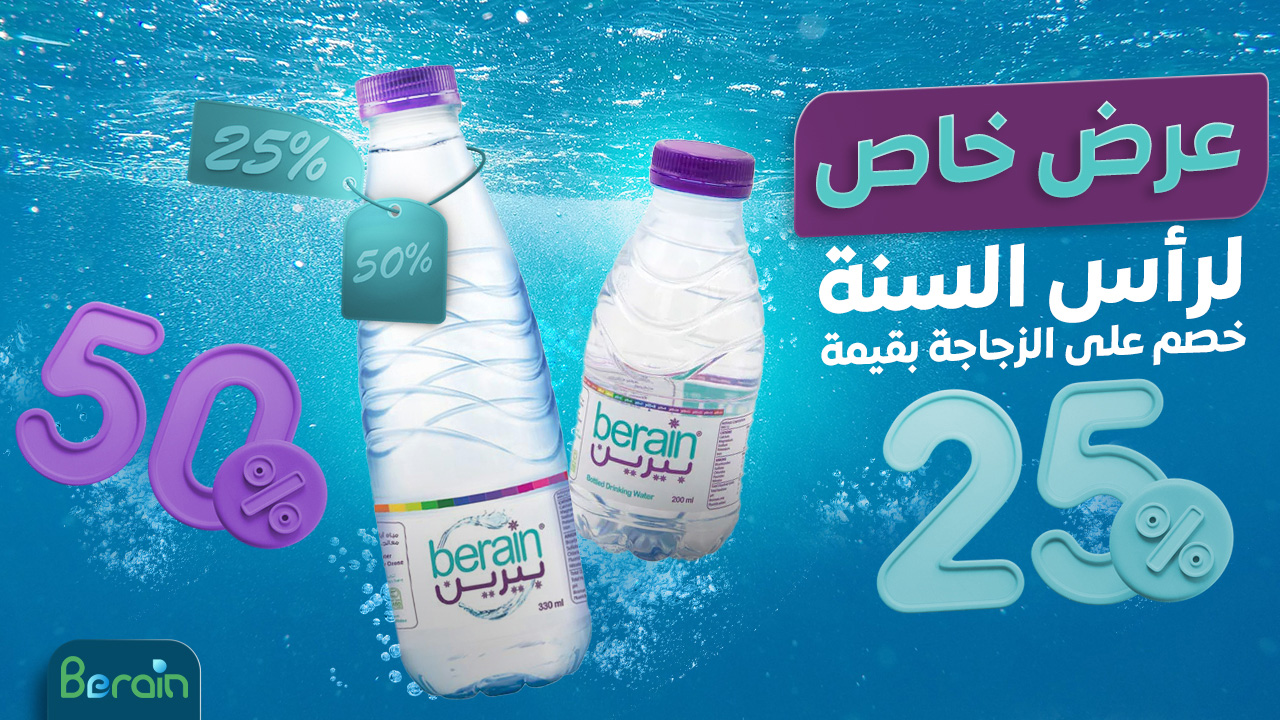 عرض خاص
لرأس السنة
خصم على الزجاجة بقيمة
25%
50%
25%
50%
berain®
بيرين
330 ml
berain®
بيرين
Bottled Drinking Water
200 ml
Berain